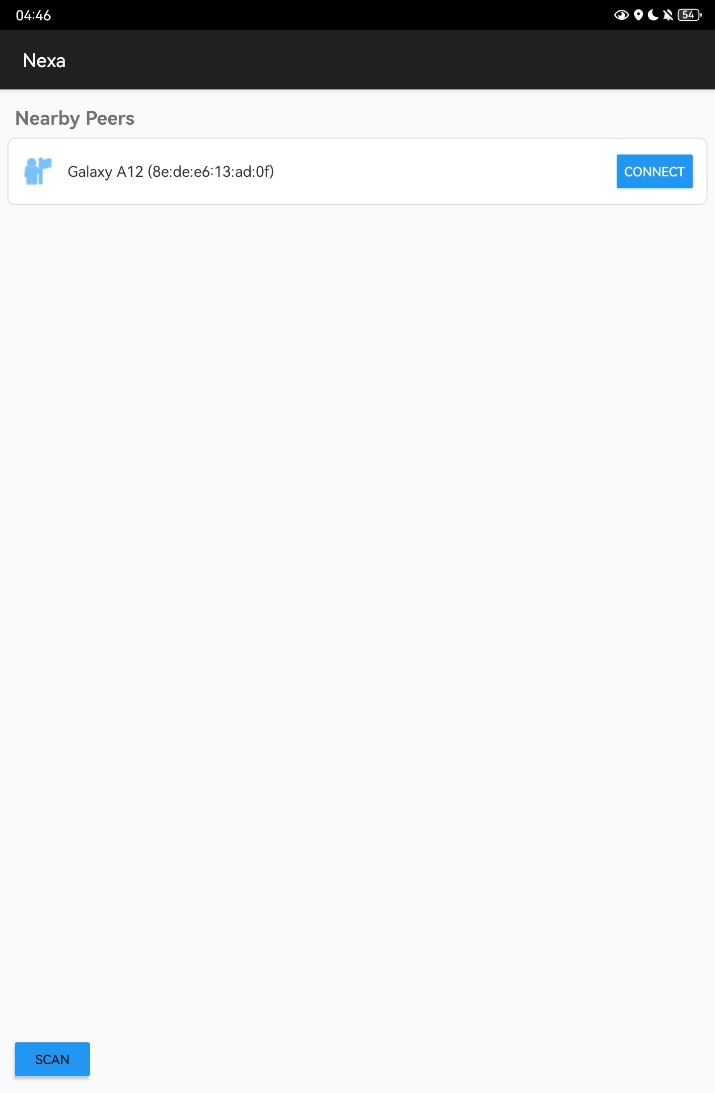 04:46
54
Nexa
Nearby Peers
Galaxy A12 (8e:de:e6:13:ad:0f)
CONNECT
SCAN